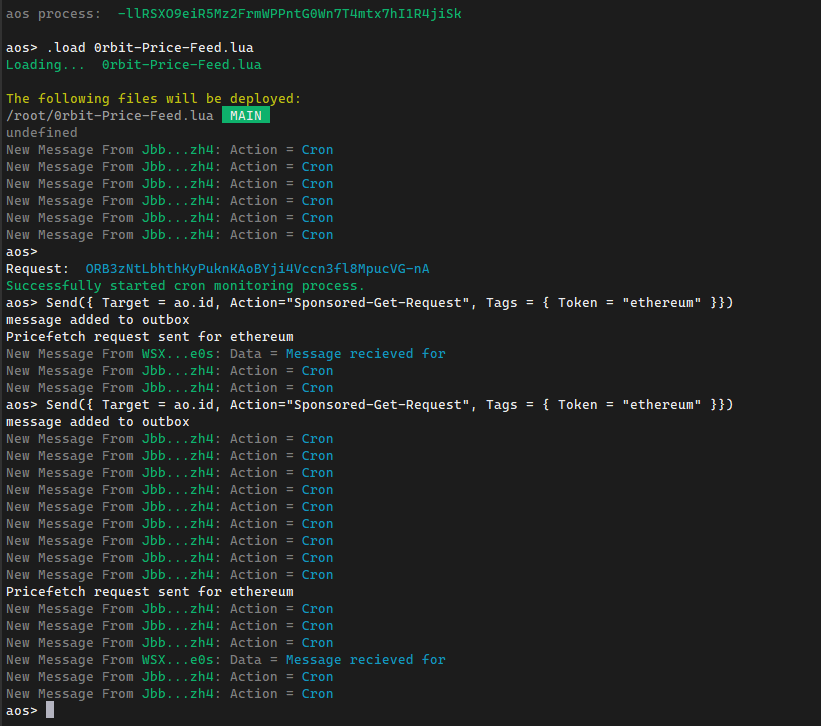 aos process:  -llRSXO9eiR5Mz2FrmWPPntG0Wn7T4mtx7hI1R4jiSk
aos> .load 0rbit-Price-Feed.lua
Loading...  0rbit-Price-Feed.lua
The following files will be deployed:
/root/0rbit-Price-Feed.lua  MAIN
undefined
New Message From Jbb...zh4: Action = Cron
New Message From Jbb...zh4: Action = Cron
New Message From Jbb...zh4: Action = Cron
New Message From Jbb...zh4: Action = Cron
New Message From Jbb...zh4: Action = Cron
New Message From Jbb...zh4: Action = Cron
aos>
Request:  ORB3zNtLbhthKyPuknKAoBYji4Vccn3fl8MpucVG-nA
Successfully started cron monitoring process.
aos> Send({ Target = ao.id, Action="Sponsored-Get-Request", Tags = { Token = "ethereum" }})
message added to outbox
Pricefetch request sent for ethereum
New Message From WSX...e0s: Data = Message recieved for
New Message From Jbb...zh4: Action = Cron
New Message From Jbb...zh4: Action = Cron
aos> Send({ Target = ao.id, Action="Sponsored-Get-Request", Tags = { Token = "ethereum" }})
message added to outbox
New Message From Jbb...zh4: Action = Cron
New Message From Jbb...zh4: Action = Cron
New Message From Jbb...zh4: Action = Cron
New Message From Jbb...zh4: Action = Cron
New Message From Jbb...zh4: Action = Cron
New Message From Jbb...zh4: Action = Cron
New Message From Jbb...zh4: Action = Cron
New Message From Jbb...zh4: Action = Cron
New Message From Jbb...zh4: Action = Cron
Pricefetch request sent for ethereum
New Message From Jbb...zh4: Action = Cron
New Message From Jbb...zh4: Action = Cron
New Message From Jbb...zh4: Action = Cron
New Message From WSX...e0s: Data = Message recieved for
New Message From Jbb...zh4: Action = Cron
New Message From Jbb...zh4: Action = Cron
aos>